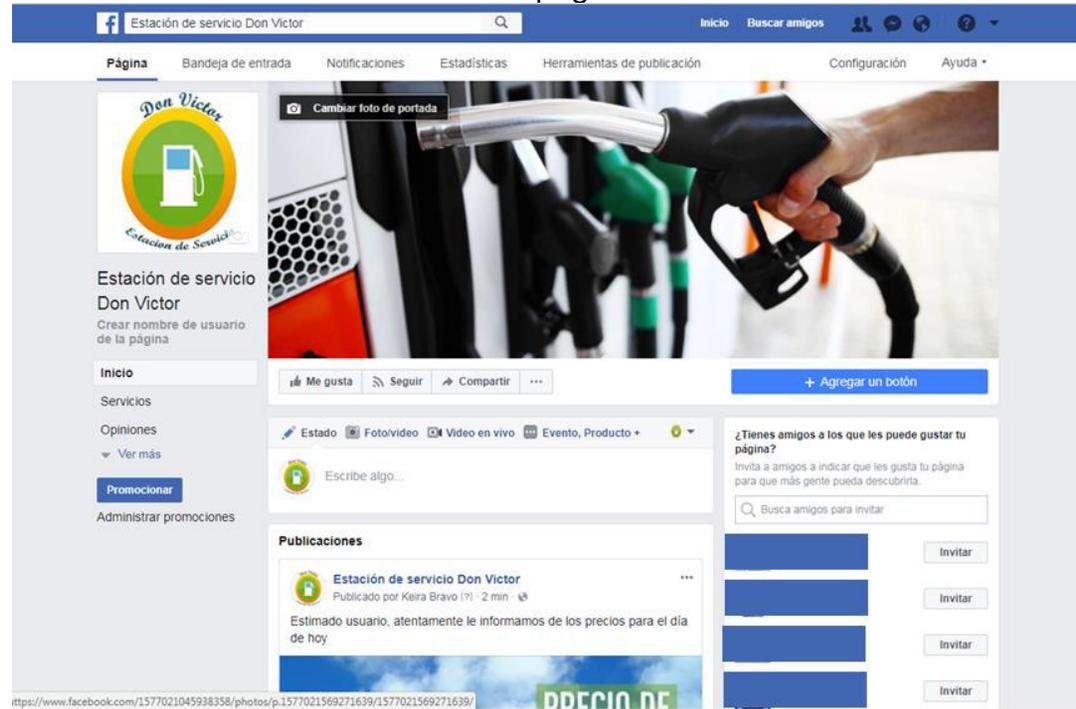 Estación de servicio Don Victor
Inicio Buscar amigos
Página Bandeja de entrada Notificaciones Estadísticas Herramientas de publicación Configuración Ayuda
Don Victor
Estacion de Servicio
Cambiar foto de portada
Estación de servicio
Don Victor
Crear nombre de usuario
de la página
Inicio
Servicios
Opiniones
Ver más
Promocionar
Administrar promociones
Me gusta Seguir Compartir ...
+ Agregar un botón
Estado Foto/video Video en vivo Evento, Producto +
Escribe algo...
Publicaciones
Estación de servicio Don Victor ...
Publicado por Keira Bravo [?] · 2 min ·
Estimado usuario, atentamente le informamos de los precios para el día
de hoy
PRECIO DE
¿Tienes amigos a los que les puede gustar tu
página?
Invita a amigos a indicar que les gusta tu página
para que más gente pueda descubrirla.
Busca amigos para invitar
Invitar
Invitar
Invitar
Invitar
ttps://www.facebook.com/1577021045938358/photos/p.1577021569271639/1577021569271639/